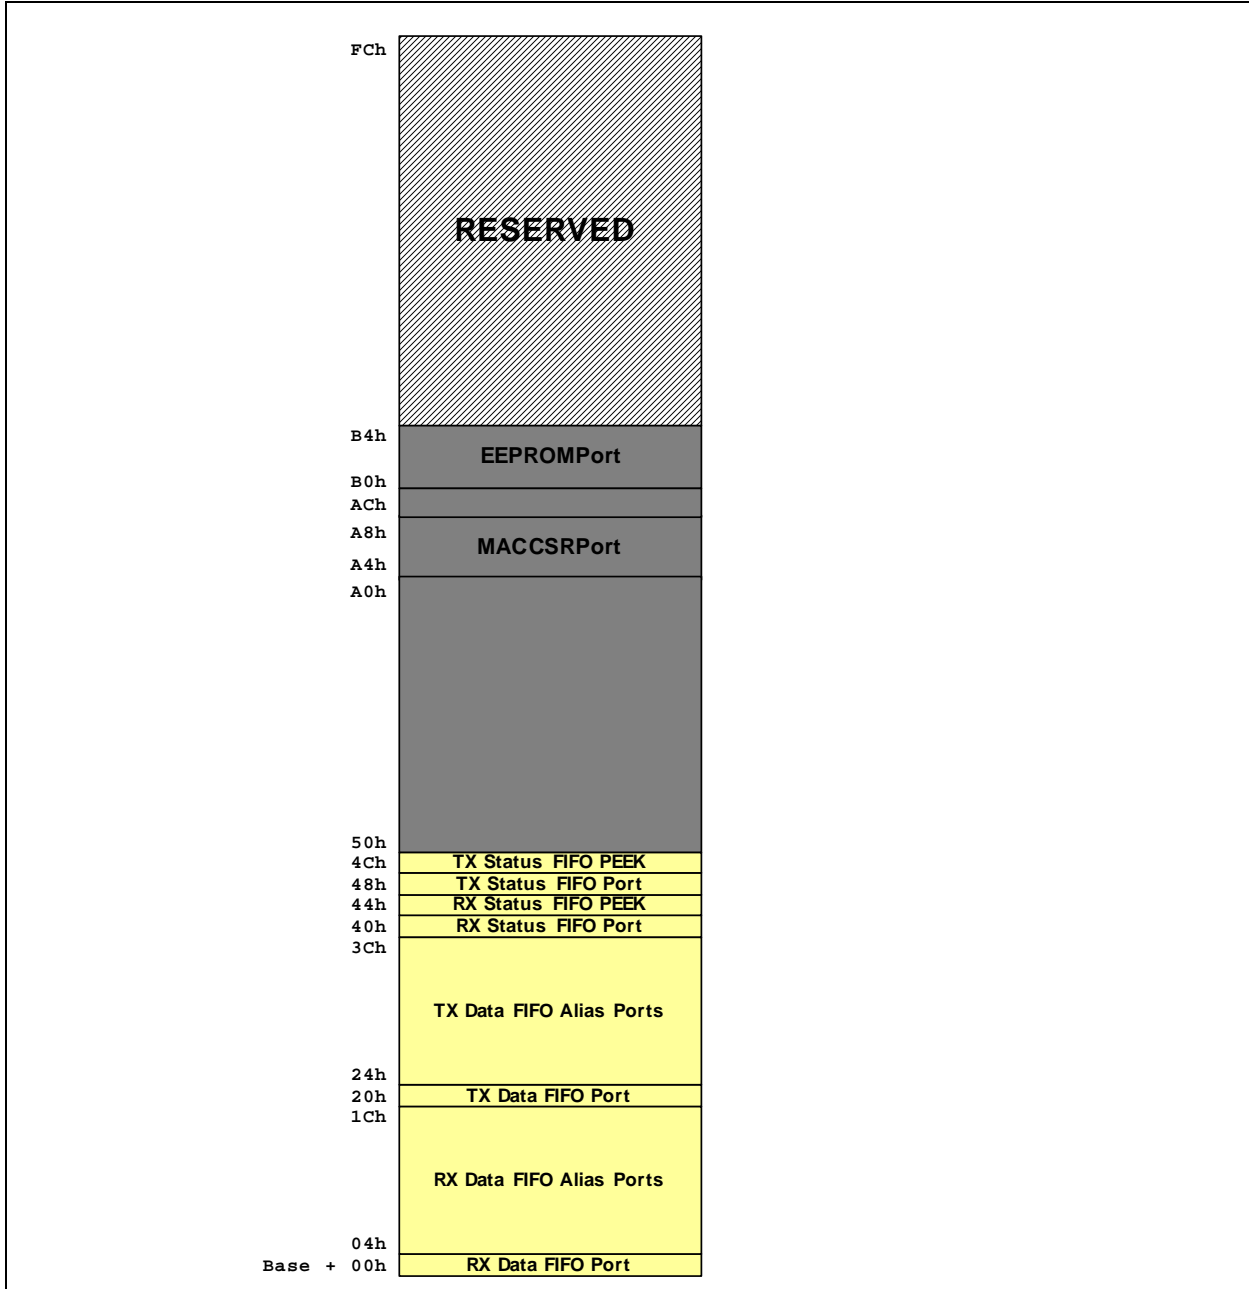 FCh
RESERVED
B4h
EEPROMPort
B0h
ACh
A8h
MACCSRPort
A4h
A0h
50h
4Ch TX Status FIFO PEEK
48h TX Status FIFO Port
44h RX Status FIFO PEEK
40h RX Status FIFO Port
3Ch
TX Data FIFO Alias Ports
24h
20h TX Data FIFO Port
1Ch
RX Data FIFO Alias Ports
04h
Base + 00h RX Data FIFO Port